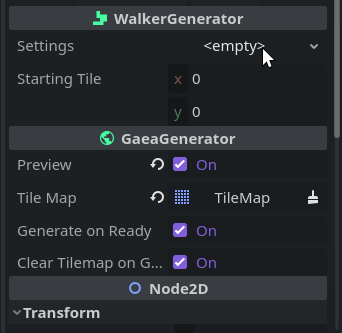 WalkerGenerator
Settings <empty>
Starting Tile x 0
y 0
GaeaGenerator
Preview On
Tile Map TileMap
Generate on Ready On
Clear Tilemap on G... On
Node2D
Transform